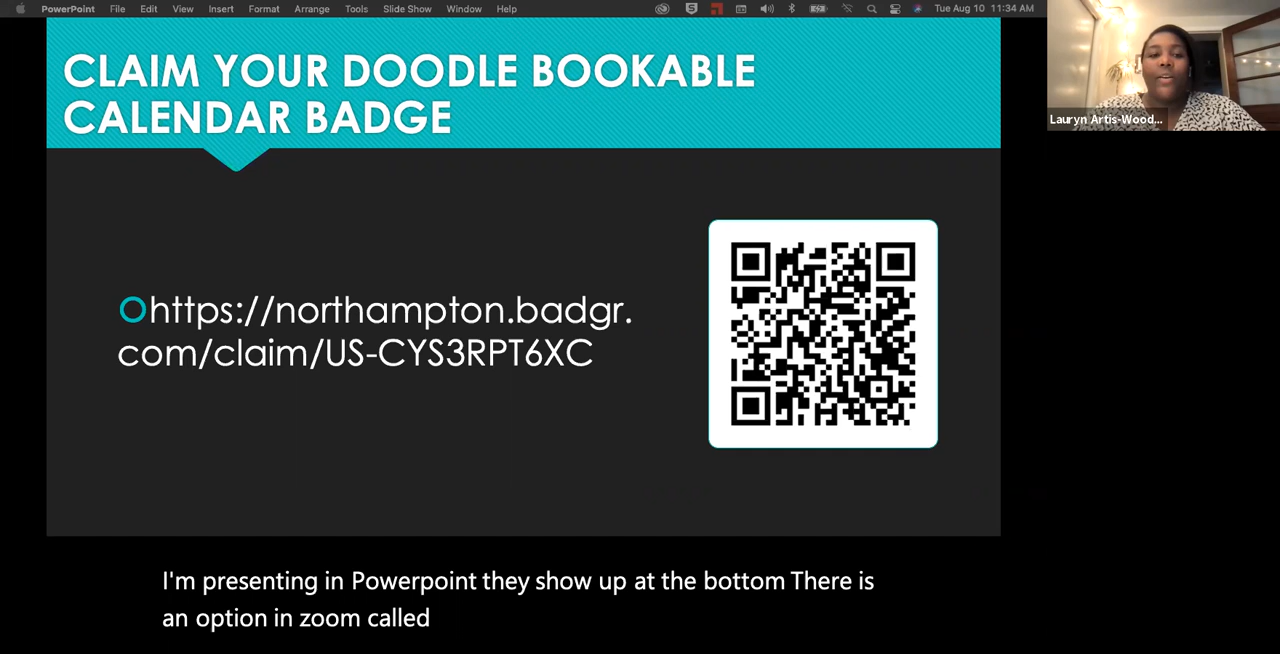 PowerPoint File Edit View Insert Format Arrange Tools Slide Show Window Help Tue Aug 10 11:34 AM
CLAIM YOUR DOODLE BOOKABLE
CALENDAR BADGE
Lauryn Artis-Wood...
https://northampton.badgr.
com/claim/US-CYS3RPT6XC
I'm presenting in Powerpoint they show up at the bottom There is
an option in zoom called